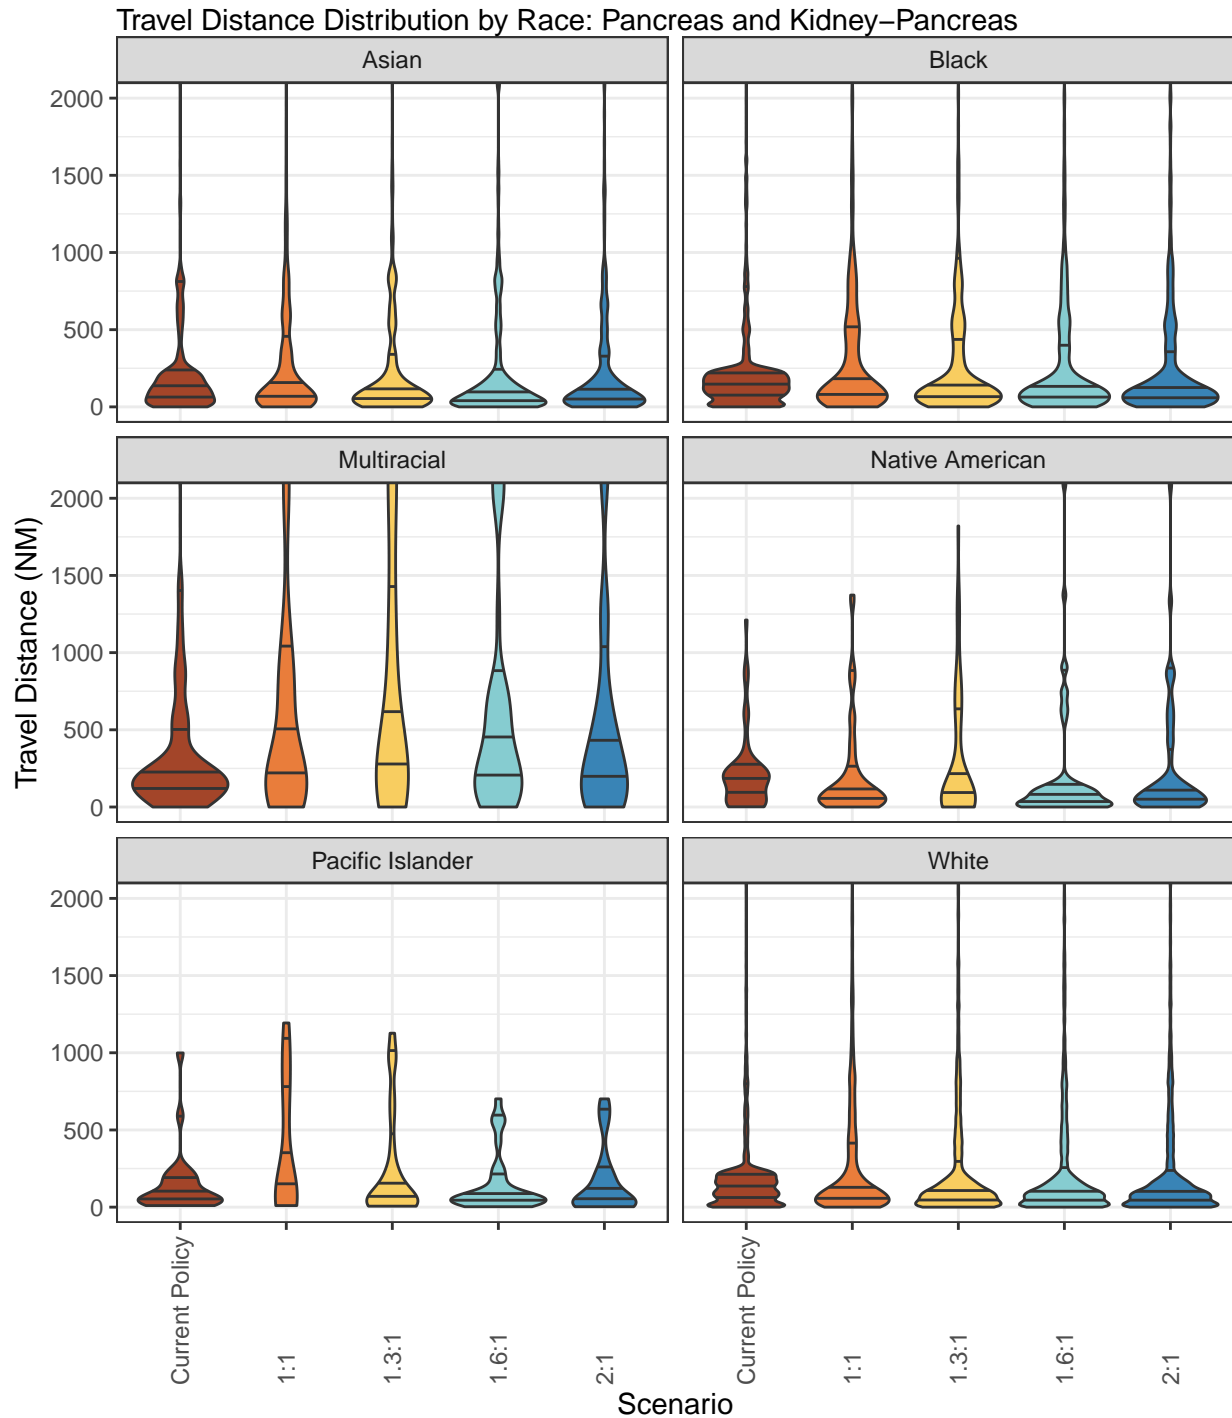 Travel Distance Distribution by Race: Pancreas and Kidney−Pancreas
Asian
Black
2000
1500
1000
500
0
Multiracial
Native American
2000
1500
1000
500
0
Pacific Islander
White
2000
1500
1000
500
0
Travel Distance (NM)
Current Policy
1:1
1.3:1
1.6:1
2:1
Current Policy
1:1
1.3:1
1.6:1
2:1
Scenario